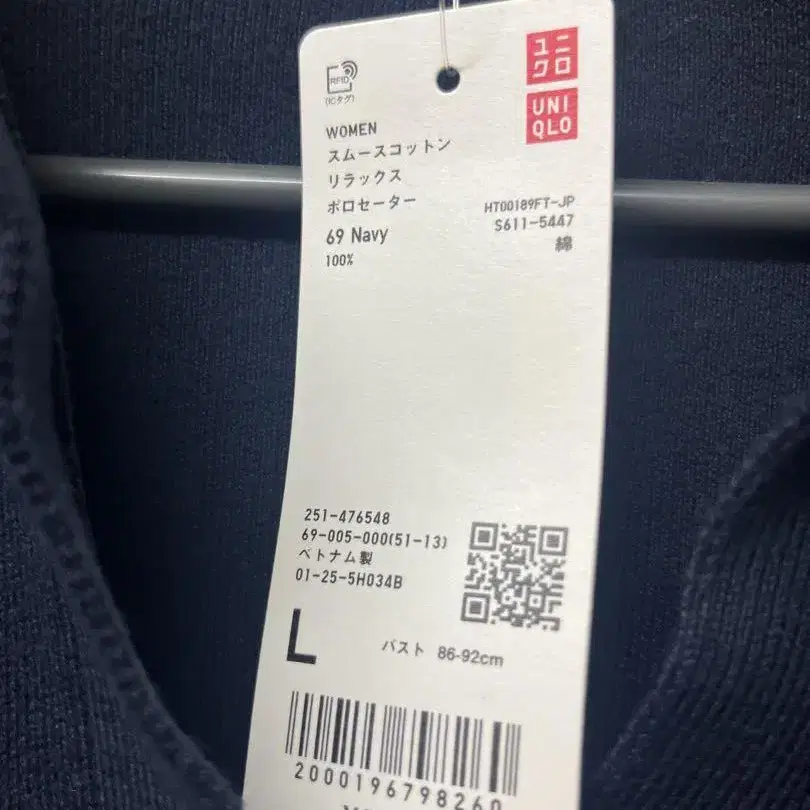 ユニ
クロ
UNI
QLO
RFID
(ICタグ)
WOMEN
スムースコットン
リラックス
ポロセーター
HT00189FT-JP
69 Navy
S611-5447
100%
綿
251-476548
69-005-000(51-13)
ベトナム製
01-25-5H034B
L
バスト 86-92cm
2000196798260